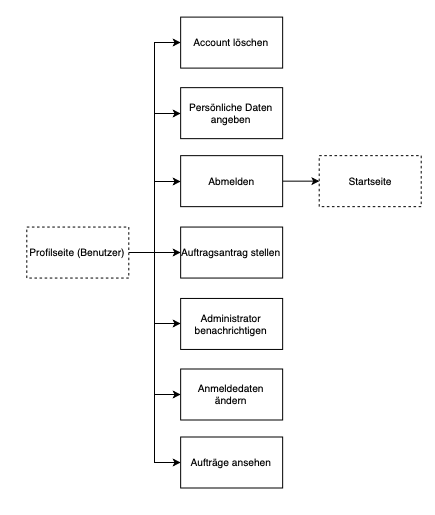 Account löschen
Persönliche Daten
angeben
Abmelden
Startseite
Profilseite (Benutzer)
Auftragsantrag stellen
Administrator
benachrichtigen
Anmeldedaten
ändern
Aufträge ansehen